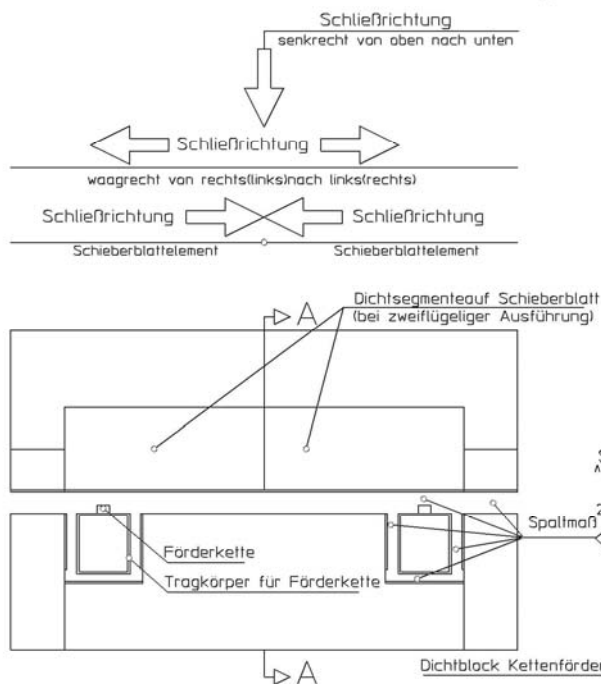 Schließrichtung
senkrecht von oben nach unten
Schließrichtung
waagrecht von rechts(links)nach links(rechts)
Schließrichtung Schließrichtung
Schieberblattelement Schieberblattelement
A
Dichtsegmenteauf Schieberblatt
(bei zweiflügeliger Ausführung)
Spaltmaß
Förderkette
Tragkörper für Förderkette
A
Dichtblock Kettenförder